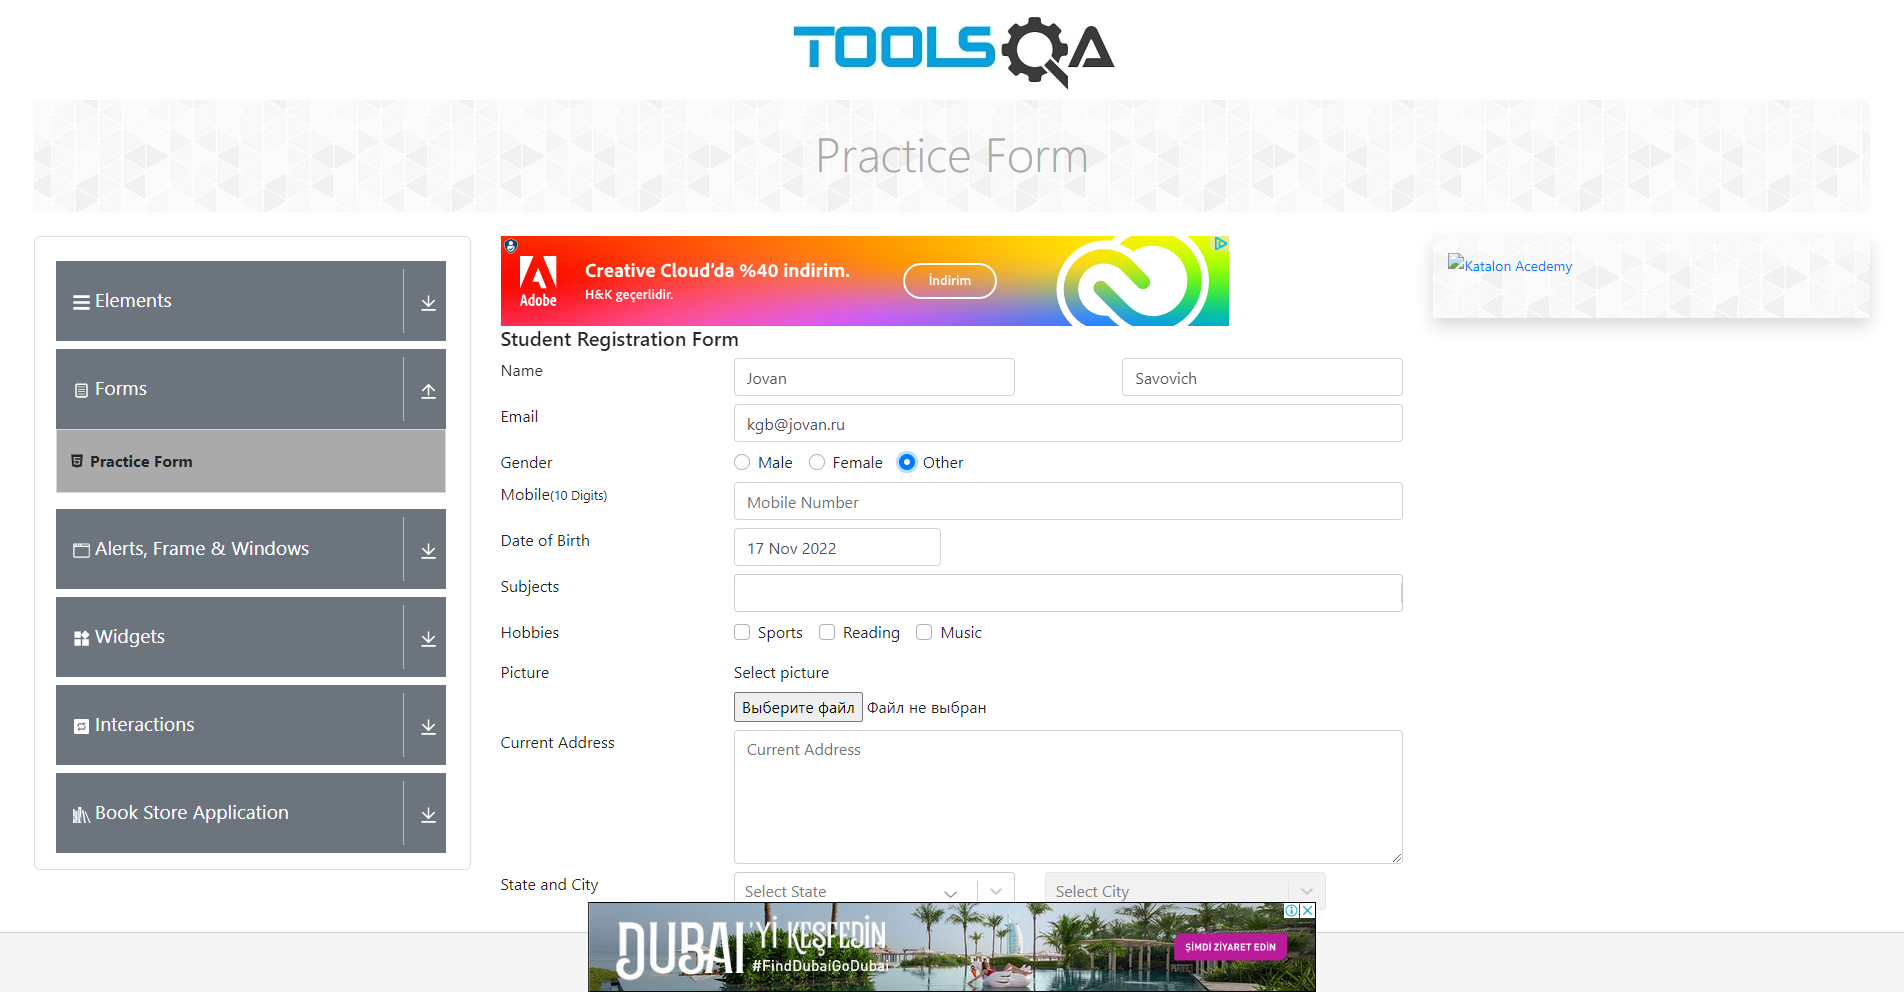 TOOLSQA
Practice Form
Elements
Forms
Practice Form
Alerts, Frame & Windows
Widgets
Interactions
Book Store Application
Adobe
Creative Cloud’da %40 indirim.
H&K geçerlidir.
İndirim
Katalon Acedemy
Student Registration Form
Name
Jovan
Savovich
Email
kgb@jovan.ru
Gender
Male
Female
Other
Mobile(10 Digits)
Mobile Number
Date of Birth
17 Nov 2022
Subjects
Hobbies
Sports
Reading
Music
Picture
Select picture
Выберите файл
Файл не выбран
Current Address
Current Address
State and City
Select State
Select City
DUBAI'Yİ KEŞFEDİN
#FindDubaiGoDubai
ŞİMDİ ZİYARET EDİN